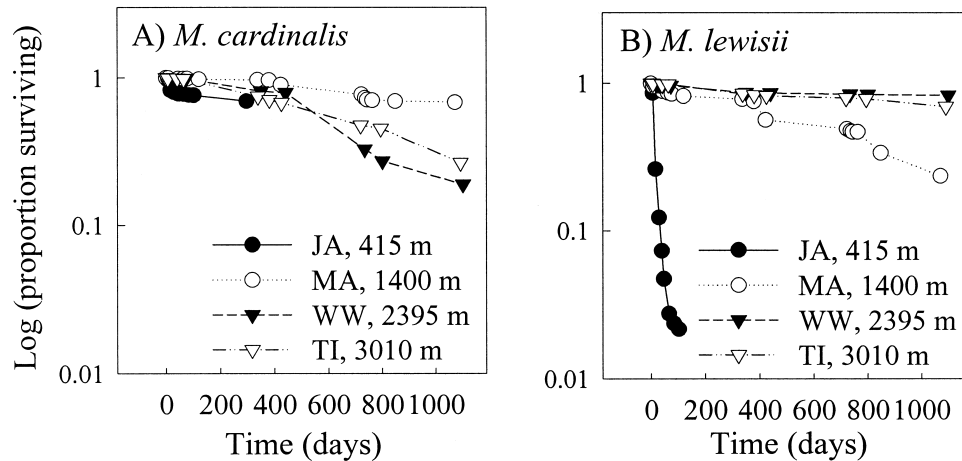 A) M. cardinalis
1
0.1
0.01
Log (proportion surviving)
JA, 415 m
MA, 1400 m
WW, 2395 m
TI, 3010 m
0 200 400 600 800 1000
Time (days)
B) M. lewisii
1
0.1
0.01
JA, 415 m
MA, 1400 m
WW, 2395 m
TI, 3010 m
0 200 400 600 800 1000
Time (days)